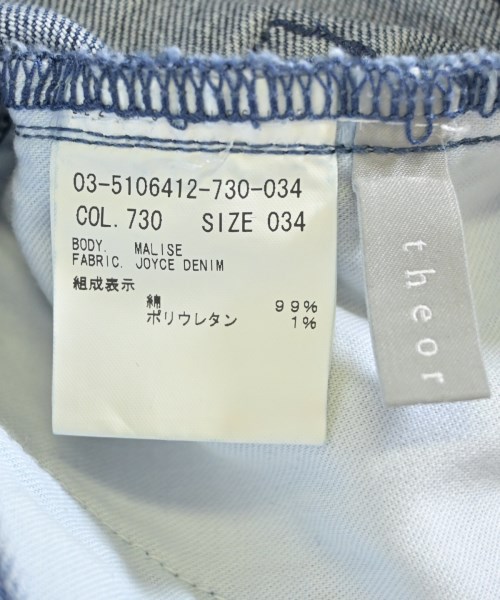 03-5106412-730-034
COL. 730 SIZE 034
BODY. MALISE
FABRIC. JOYCE DENIM
組成表示
綿 99%
ポリウレタン 1%
theor